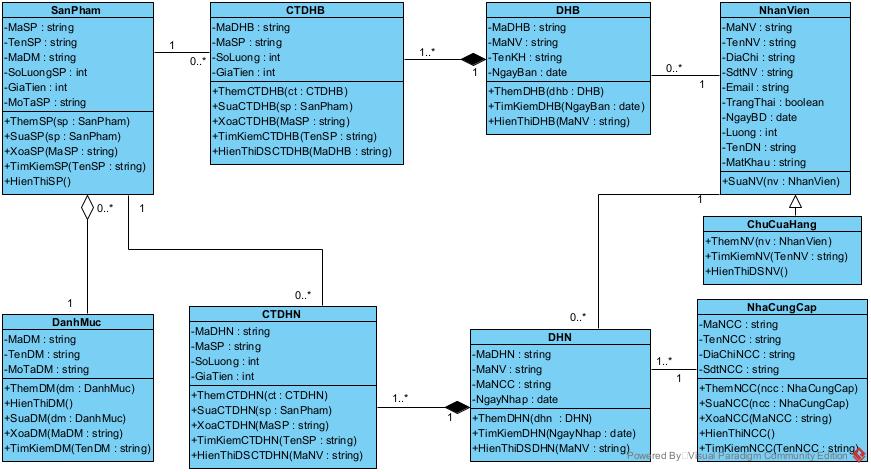 SanPham
-MaSP : string
-TenSP : string
-MaDM : string
-SoLuongSP : int
-GiaTien : int
-MoTaSP : string
+ThemSP(sp : SanPham)
+SuaSP(sp : SanPham)
+XoaSP(MaSP : string)
+TimKiemSP(TenSP : string)
+HienThiSP()
1
0..*
CTDHB
-MaDHB : string
-MaSP : string
-SoLuong : int
-GiaTien : int
+ThemCTDHB(ct : CTDHB)
+SuaCTDHB(sp : SanPham)
+XoaCTDHB(MaSP : string)
+TimKiemCTDHB(TenSP : string)
+HienThiDSCTDHB(MaDHB : string)
1..*
1
DHB
-MaDHB : string
-MaNV : string
-TenKH : string
-NgayBan : date
+ThemDHB(dhb : DHB)
+TimKiemDHB(NgayBan : date)
+HienThiDHB(MaNV : string)
0..*
1
NhanVien
-MaNV : string
-TenNV : string
-DiaChi : string
-SdtNV : string
-Email : string
-TrangThai : boolean
-NgayBD : date
-Luong : int
-TenDN : string
-MatKhau : string
+SuaNV(nv : NhanVien)
1
ChuCuaHang
+ThemNV(nv : NhanVien)
+TimKiemNV(TenNV : string)
+HienThiDSNV()
0..*
1
1
0..*
0..*
DanhMuc
-MaDM : string
-TenDM : string
-MoTaDM : string
+ThemDM(dm : DanhMuc)
+HienThiDM()
+SuaDM(dm : DanhMuc)
+XoaDM(MaDM : string)
+TimKiemDM(TenDM : string)
CTDHN
-MaDHN : string
-MaSP : string
-SoLuong : int
-GiaTien : int
+ThemCTDHN(ct : CTDHN)
+SuaCTDHN(sp : SanPham)
+XoaCTDHN(MaSP : string)
+TimKiemCTDHN(TenSP : string)
+HienThiDSCTDHN(MaNV : string)
1..*
1
DHN
-MaDHN : string
-MaNV : string
-MaNCC : string
-NgayNhap : date
+ThemDHN(dhn : DHN)
+TimKiemDHN(NgayNhap : date)
+HienThiDSDHN(MaNV : string)
1..*
1
NhaCungCap
-MaNCC : string
-TenNCC : string
-DiaChiNCC : string
-SdtNCC : string
+ThemNCC(ncc : NhaCungCap)
+SuaNCC(ncc : NhaCungCap)
+XoaNCC(MaNCC : string)
+HienThiNCC()
+TimKiemNCC(TenNCC : string)
Powered By Visual Paradigm Community Edition